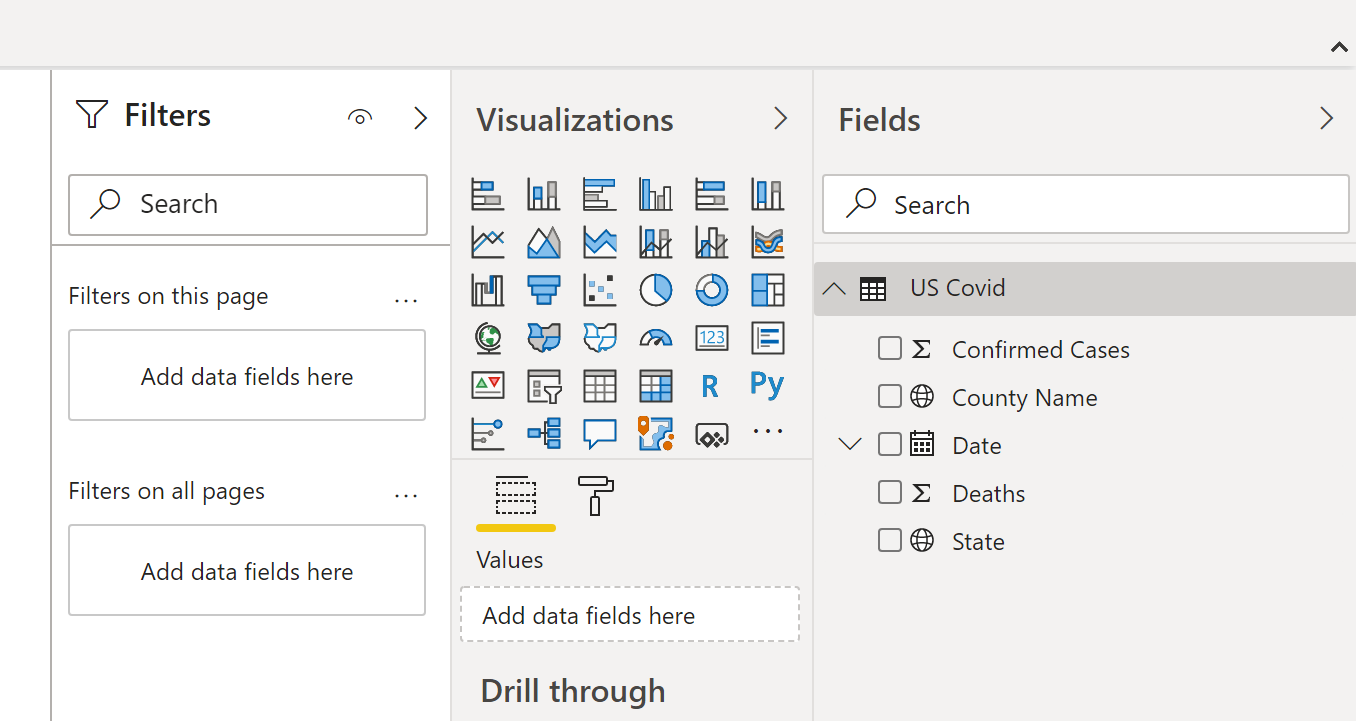 Filters
Search
Filters on this page
...
Add data fields here
Filters on all pages
...
Add data fields here
Visualizations
123
R
Py
...
Values
Add data fields here
Drill through
Fields
Search
US Covid
Σ Confirmed Cases
County Name
Date
Σ Deaths
State